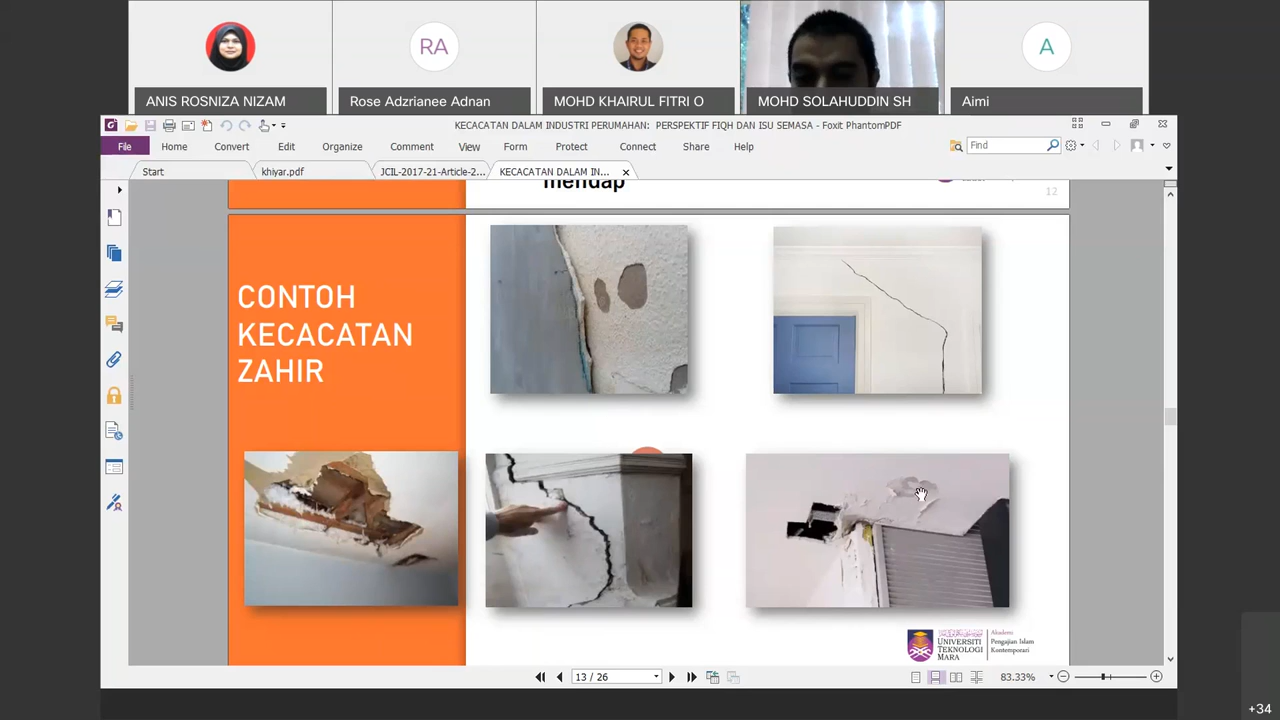 RA
A
ANIS ROSNIZA NIZAM
Rose Adzrianee Adnan
MOHD KHAIRUL FITRI O
MOHD SOLAHUDDIN SH
Aimi
KECACATAN DALAM INDUSTRI PERUMAHAN: PERSPEKTIF FIQH DAN ISU SEMASA - Foxit PhantomPDF
File Home Convert Edit Organize Comment View Form Protect Connect Share Help
Find
Start
khiyar.pdf
JCIL-2017-21-Article-2...
KECACATAN DALAM IN...
mendap
12
CONTOH
KECACATAN
ZAHIR
UNIVERSITI
TEKNOLOGI
MARA
Akademi
Pengajian Islam
Kontemporari
13 / 26
83.33%
+34